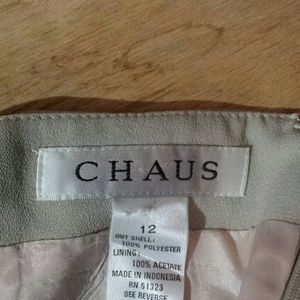 CHAUS
12
OUT SHELL:
100% POLYESTER
LINING:
100% ACETATE
MADE IN INDONESIA
RN 51323
SEE REVERSE